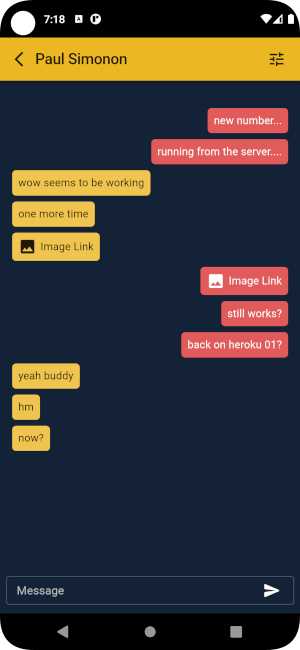 7:18
Paul Simonon
new number...
running from the server....
wow seems to be working
one more time
Image Link
Image Link
still works?
back on heroku 01?
yeah buddy
hm
now?
Message